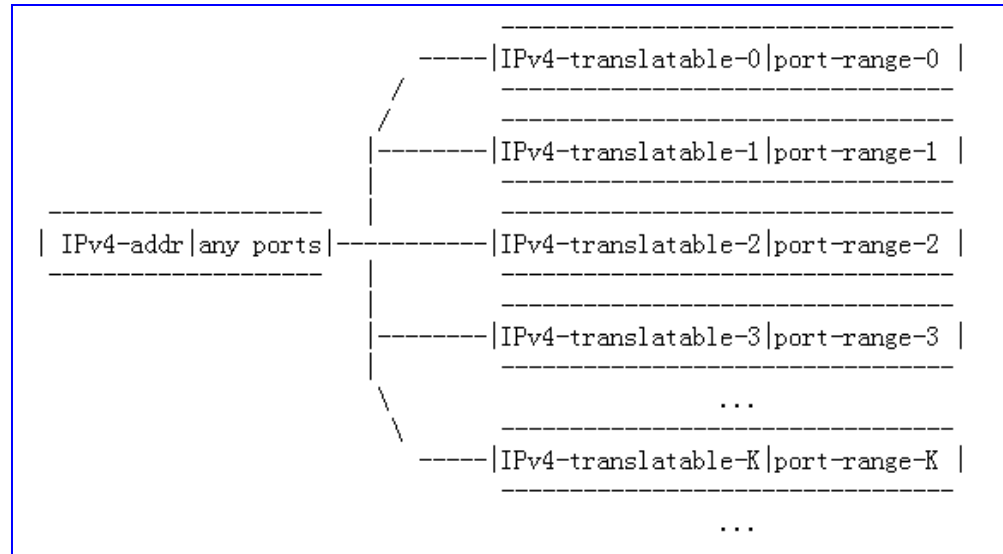 |IPv4-translatable-0|port-range-0 |
|IPv4-translatable-1|port-range-1 |
| IPv4-addr|any ports|
|IPv4-translatable-2|port-range-2 |
|IPv4-translatable-3|port-range-3 |
...
|IPv4-translatable-K|port-range-K |
...